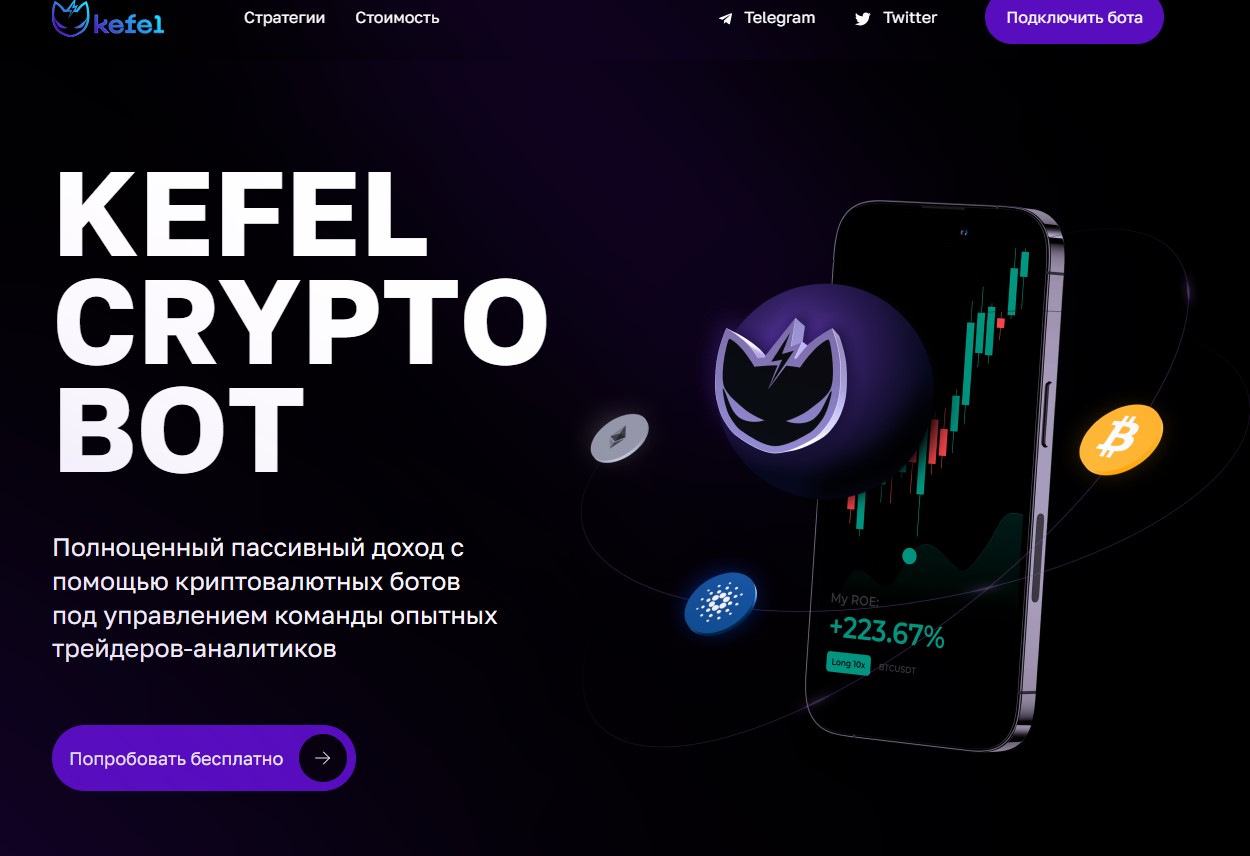 kefel
Стратегии
Стоимость
Telegram
Twitter
Подключить бота
KEFEL
CRYPTO
BOT
Полноценный пассивный доход с
помощью криптовалютных ботов
под управлением команды опытных
трейдеров-аналитиков
Попробовать бесплатно
My ROE:
+223.67%
Long 10x
BTCUSDT